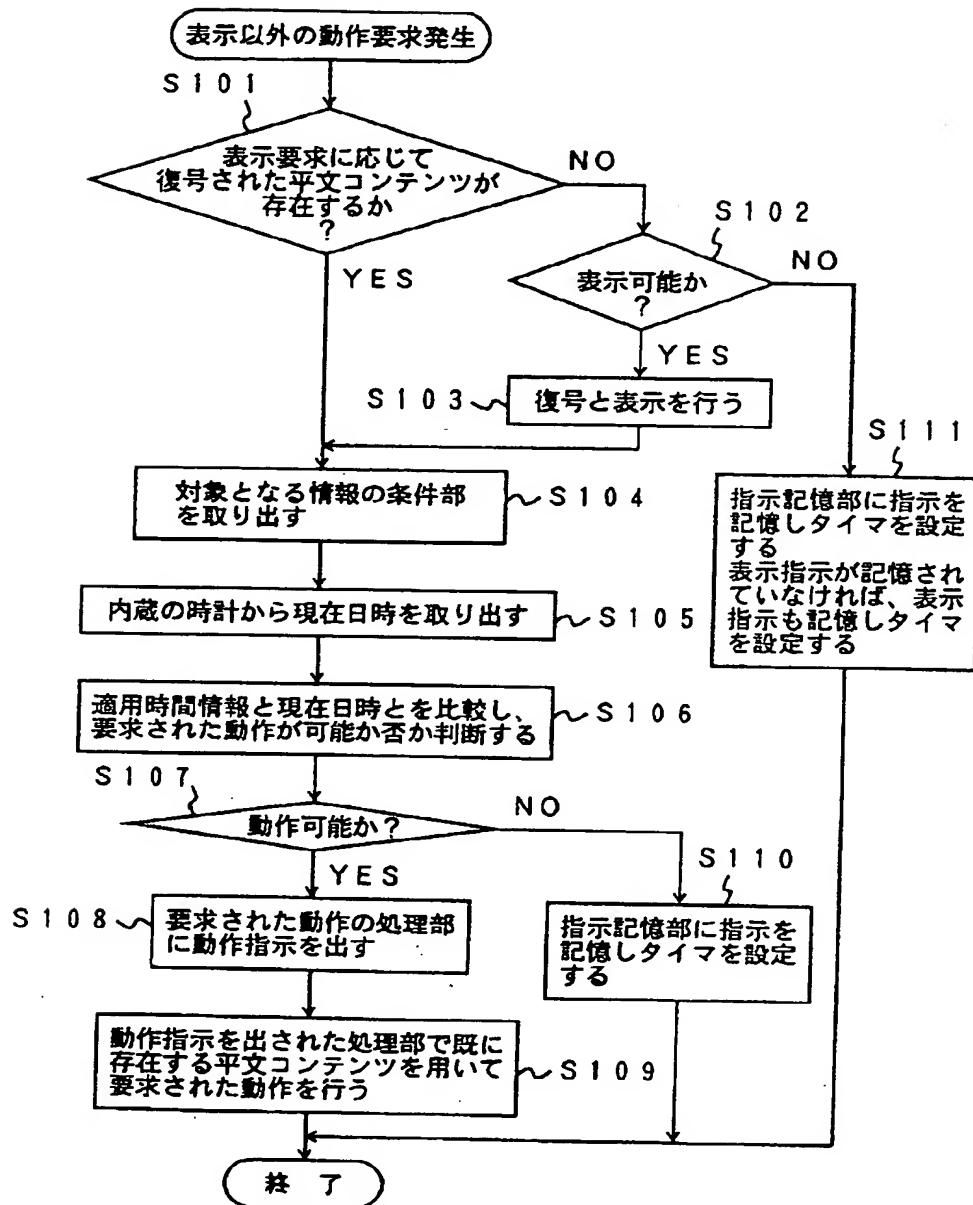 表示以外の動作要求発生
S101
表示要求に応じて
復号された平文コンテンツが
存在するか
?
NO
YES
S102
表示可能か
?
NO
YES
S103
復号と表示を行う
S111
指示記憶部に指示を
記憶しタイマを設定
する
表示指示が記憶され
ていなければ、表示
指示も記憶しタイマ
を設定する
対象となる情報の条件部
を取り出す
S104
内蔵の時計から現在日時を取り出す
S105
適用時間情報と現在日時とを比較し、
要求された動作が可能か否か判断する
S106
S107
動作可能か?
NO
YES
S108
要求された動作の処理部
に動作指示を出す
S110
指示記憶部に指示を
記憶しタイマを設定
する
動作指示を出された処理部で既に
存在する平文コンテンツを用いて
要求された動作を行う
S109
終 了